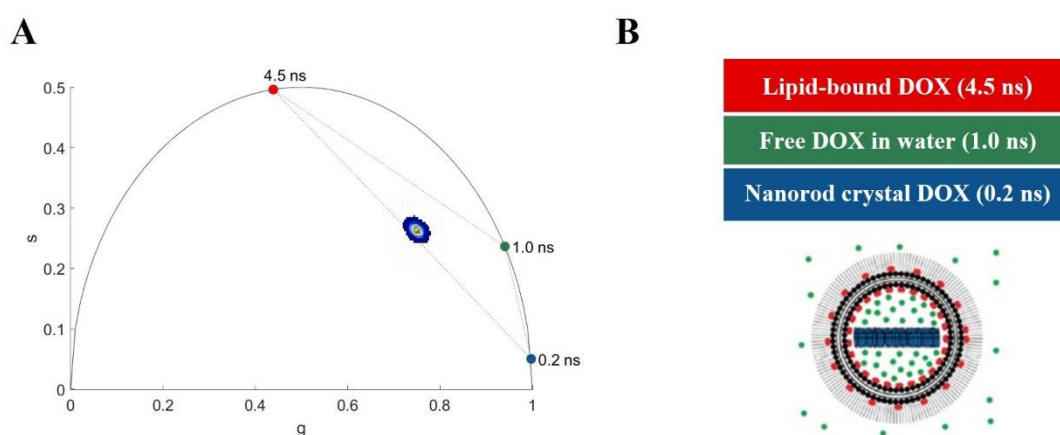 A
B
4.5 ns
0.5
0.4
0.3
0.2
0.1
0
s
1.0 ns
0.2 ns
0
0.2
0.4
0.6
0.8
1
g
Lipid-bound DOX (4.5 ns)
Free DOX in water (1.0 ns)
Nanorod crystal DOX (0.2 ns)